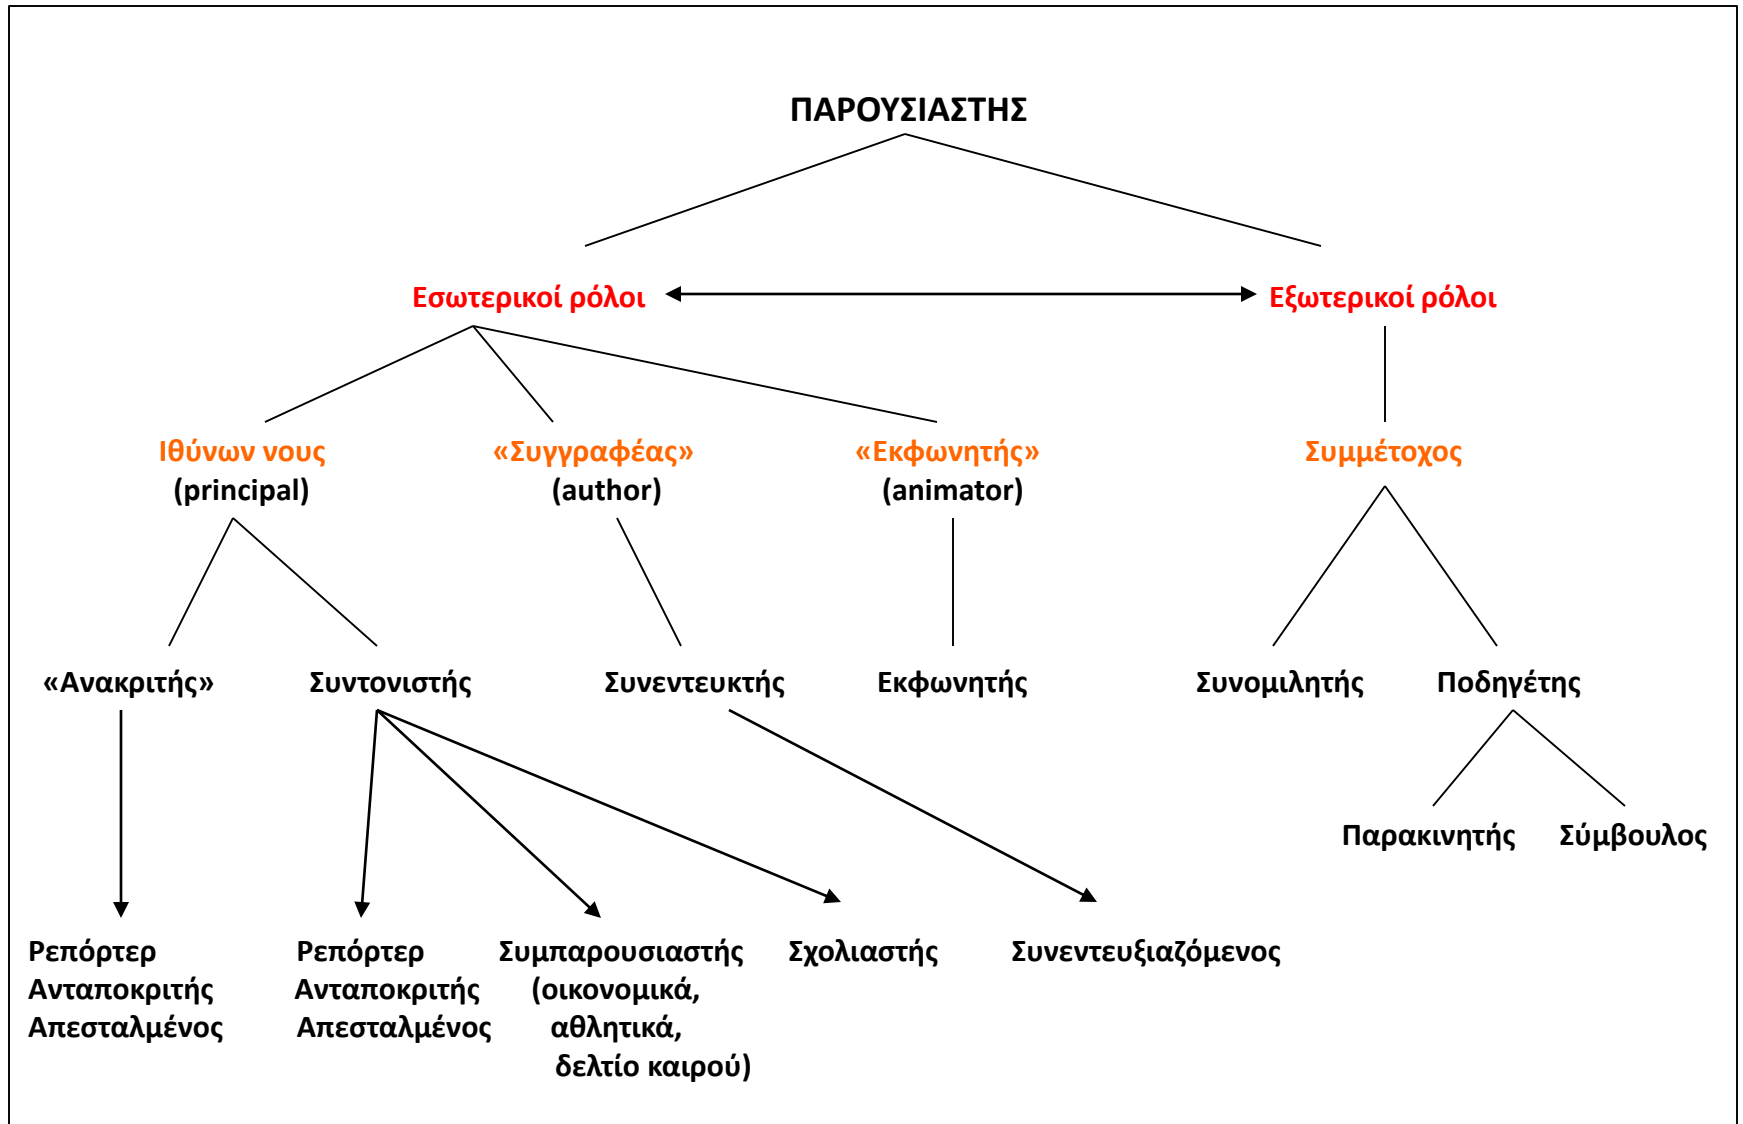 ΠΑΡΟΥΣΙΑΣΤΗΣ
Εσωτερικοί ρόλοι
Εξωτερικοί ρόλοι
Ιθύνων νους
(principal)
«Συγγραφέας»
(author)
«Εκφωνητής»
(animator)
Συμμέτοχος
«Ανακριτής»
Συντονιστής
Συνεντευκτής
Εκφωνητής
Συνομιλητής
Ποδηγέτης
Παρακινητής
Σύμβουλος
Ρεπόρτερ
Ανταποκριτής
Απεσταλμένος
Ρεπόρτερ
Ανταποκριτής
Απεσταλμένος
Συμπαρουσιαστής
(οικονομικά,
αθλητικά,
δελτίο καιρού)
Σχολιαστής
Συνεντευξιαζόμενος